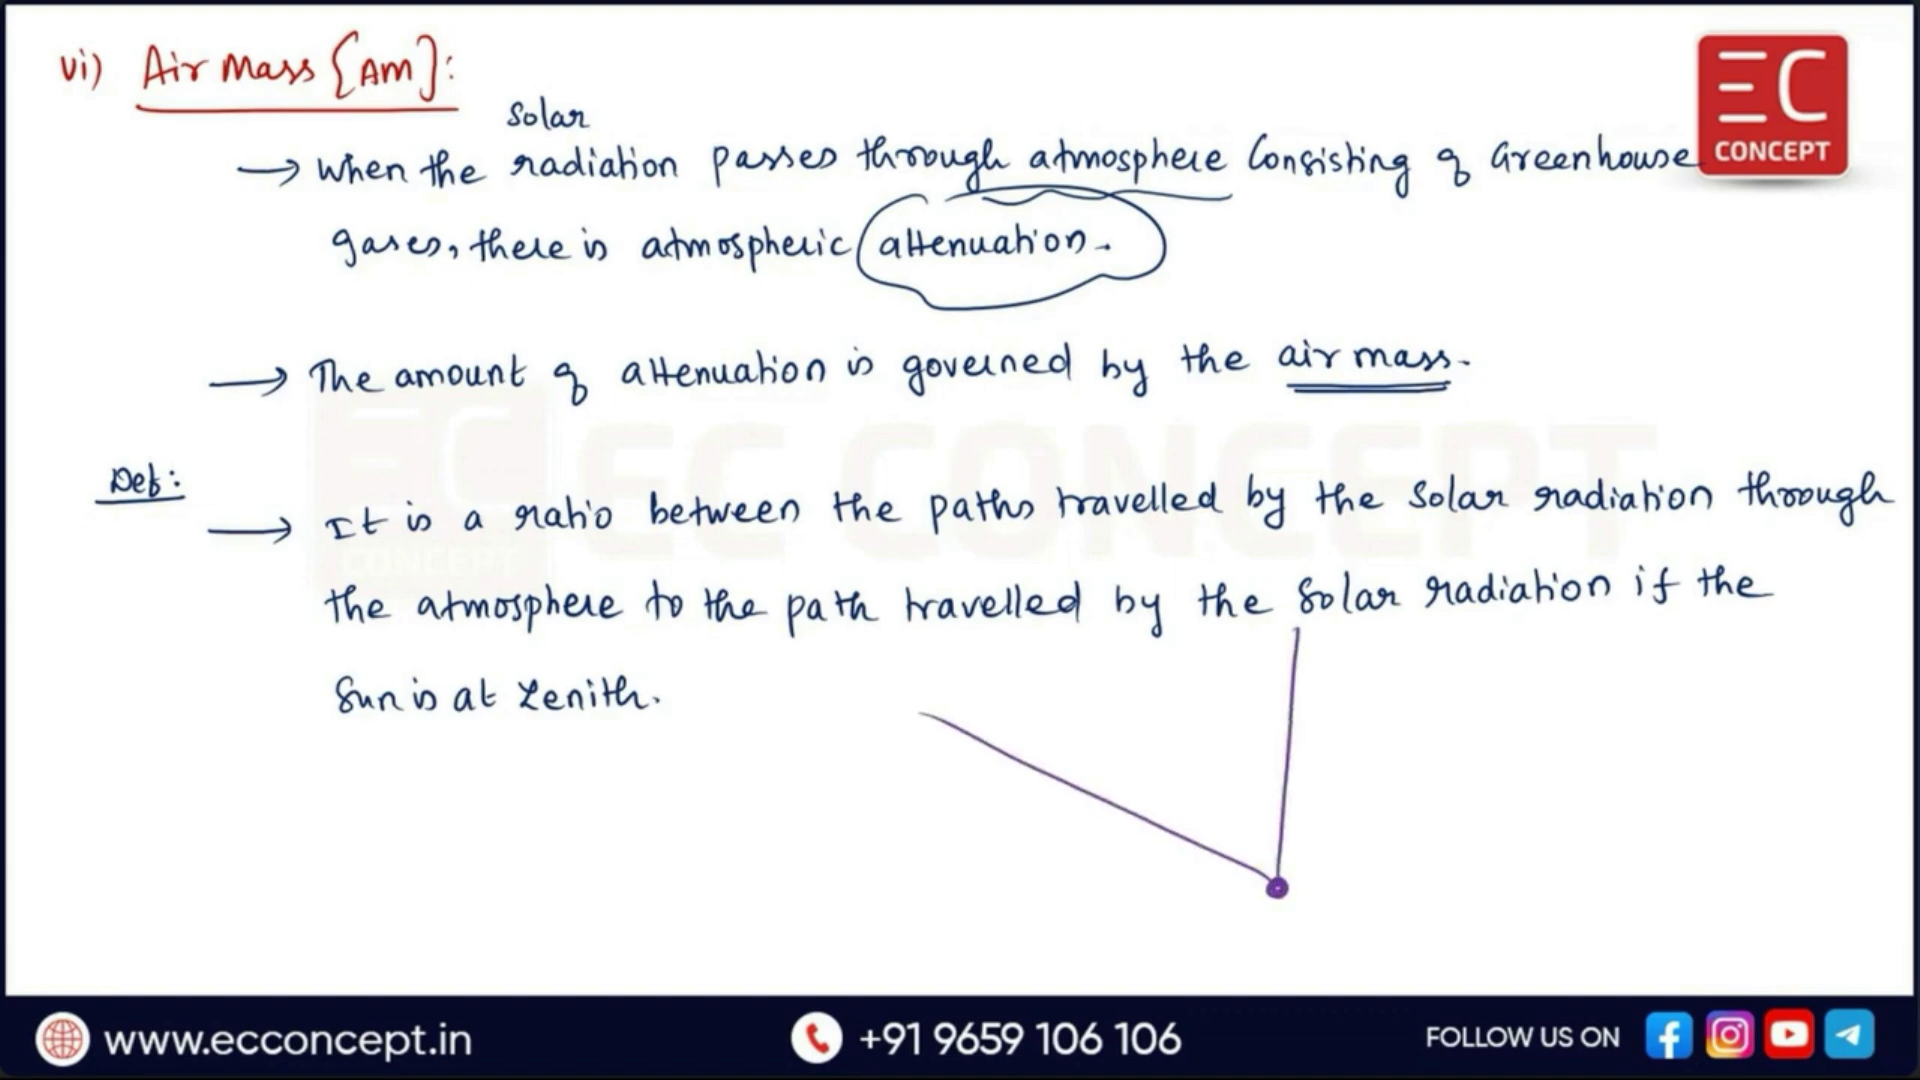 vi) Air Mass {AM]:
solar
→ When the radiation passes through atmosphere Consisting of Greenhouse
gases, there is atmospheric attenuation.
→ The amount of attenuation is governed by the air mass.
Def:
→ It is a ratio between the paths travelled by the solar radiation through
the atmosphere to the path travelled by the solar radiation if the
Sun is at Zenith.
EC
CONCEPT
EC CONCEPT
CONCEPT
www.ecconcept.in
+91 9659 106 106
FOLLOW US ON